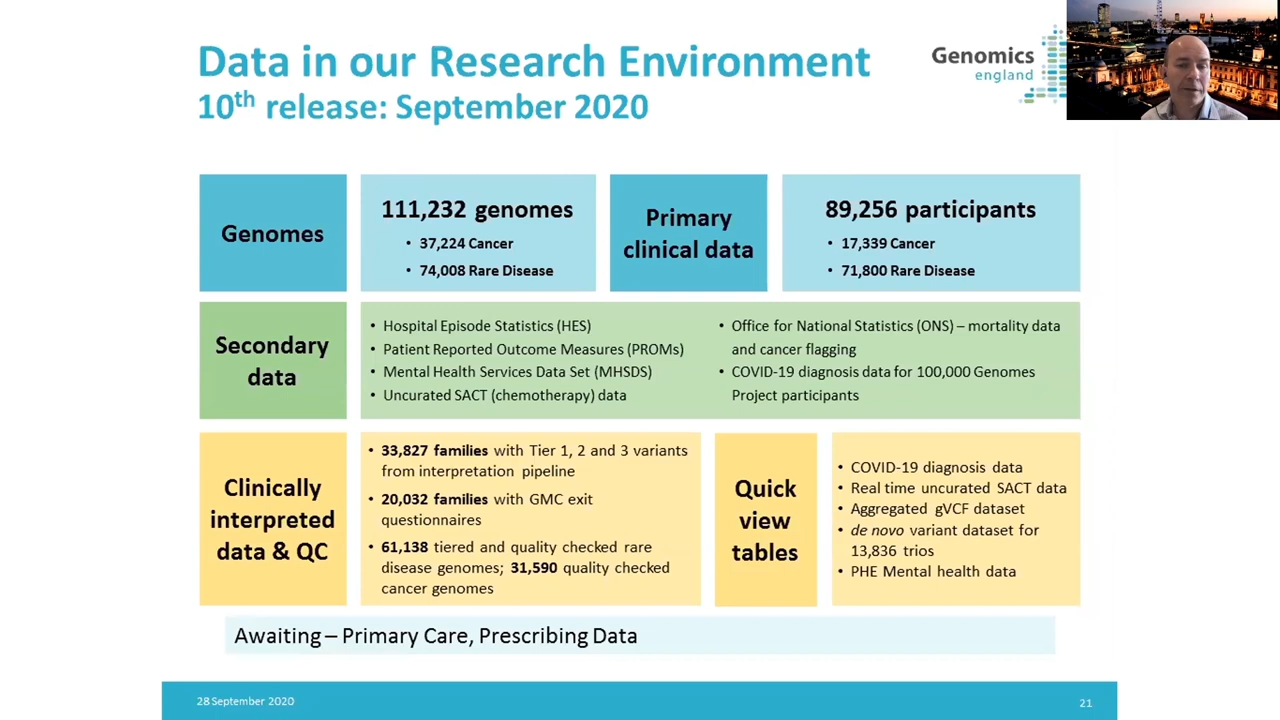 Data in our Research Environment
10th release: September 2020
Genomics
england
Genomes
111,232 genomes
• 37,224 Cancer
• 74,008 Rare Disease
Primary
clinical data
89,256 participants
• 17,339 Cancer
• 71,800 Rare Disease
Secondary
data
• Hospital Episode Statistics (HES)
• Patient Reported Outcome Measures (PROMs)
• Mental Health Services Data Set (MHSDS)
• Uncurated SACT (chemotherapy) data
• Office for National Statistics (ONS) – mortality data
and cancer flagging
• COVID-19 diagnosis data for 100,000 Genomes
Project participants
Clinically
interpreted
data & QC
• 33,827 families with Tier 1, 2 and 3 variants
from interpretation pipeline
• 20,032 families with GMC exit
questionnaires
• 61,138 tiered and quality checked rare
disease genomes; 31,590 quality checked
cancer genomes
Quick
view
tables
• COVID-19 diagnosis data
• Real time uncurated SACT data
• Aggregated gVCF dataset
• de novo variant dataset for
13,836 trios
• PHE Mental health data
Awaiting – Primary Care, Prescribing Data
28 September 2020
21